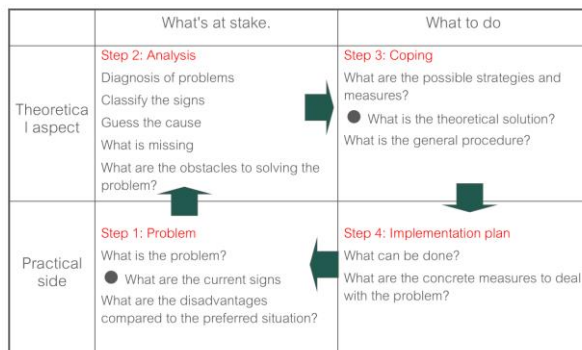 What's at stake.
What to do
Theoretica
l aspect
Step 2: Analysis
Diagnosis of problems
Classify the signs
Guess the cause
What is missing
What are the obstacles to solving the
problem?
Step 3: Coping
What are the possible strategies and
measures?
What is the theoretical solution?
What is the general procedure?
Practical
side
Step 1: Problem
What is the problem?
What are the current signs
What are the disadvantages
compared to the preferred situation?
Step 4: Implementation plan
What can be done?
What are the concrete measures to deal
with the problem?